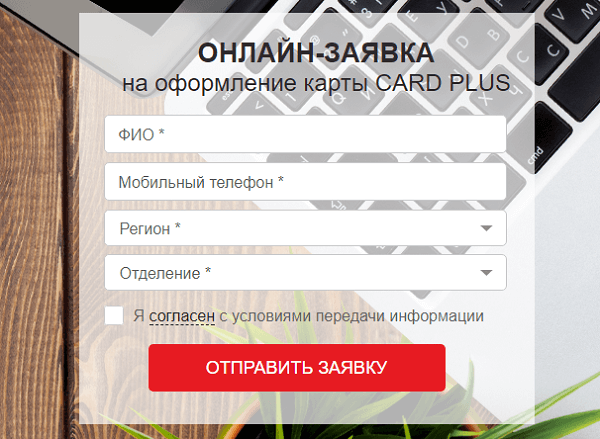 ОНЛАЙН-ЗАЯВКА
на оформление карты CARD PLUS
ФИО *
Мобильный телефон *
Регион *
Отделение *
Я согласен с условиями передачи информации
ОТПРАВИТЬ ЗАЯВКУ